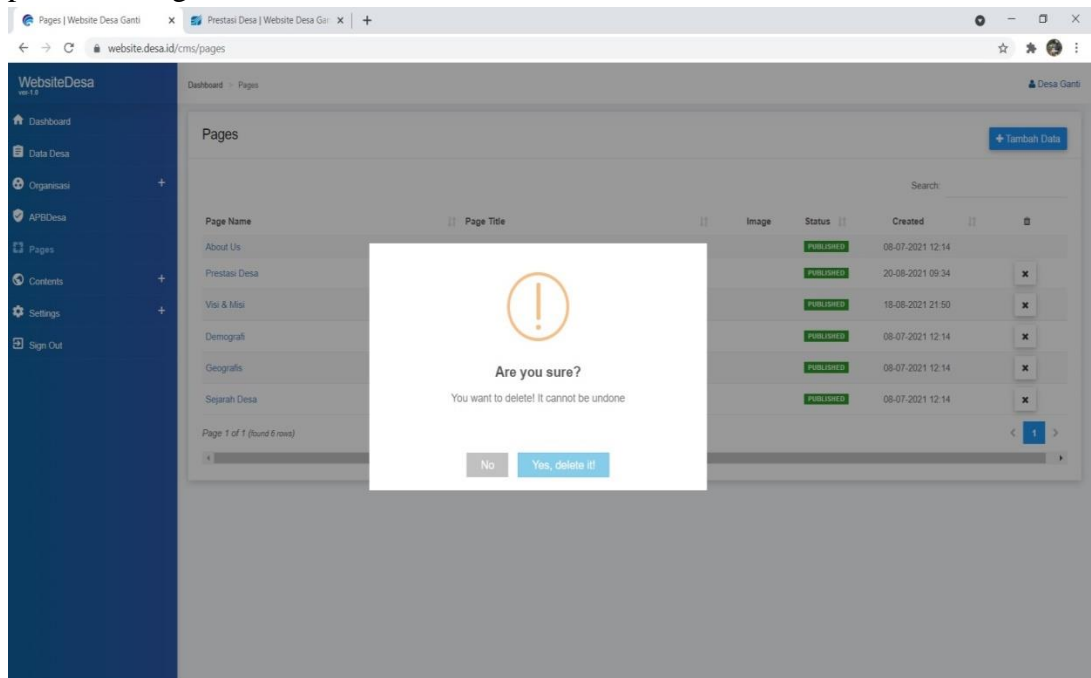 Pages | Website Desa Ganti
Prestasi Desa | Website Desa Gan
website.desa.id/cms/pages
WebsiteDesa
ver-1.0
Dashboard > Pages
Desa Ganti
Dashboard
Data Desa
Organisasi +
APBDesa
Pages
Contents +
Settings +
Sign Out
Pages
+ Tambah Data
Search:
Page Name Page Title Image Status Created
About Us PUBLISHED 08-07-2021 12:14
Prestasi Desa PUBLISHED 20-08-2021 09:34
Visi & Misi PUBLISHED 18-08-2021 21:50
Demografi PUBLISHED 08-07-2021 12:14
Geografis PUBLISHED 08-07-2021 12:14
Sejarah Desa PUBLISHED 08-07-2021 12:14
Page 1 of 1 (found 6 rows)
< 1 >
Are you sure?
You want to delete! It cannot be undone
No
Yes, delete it!